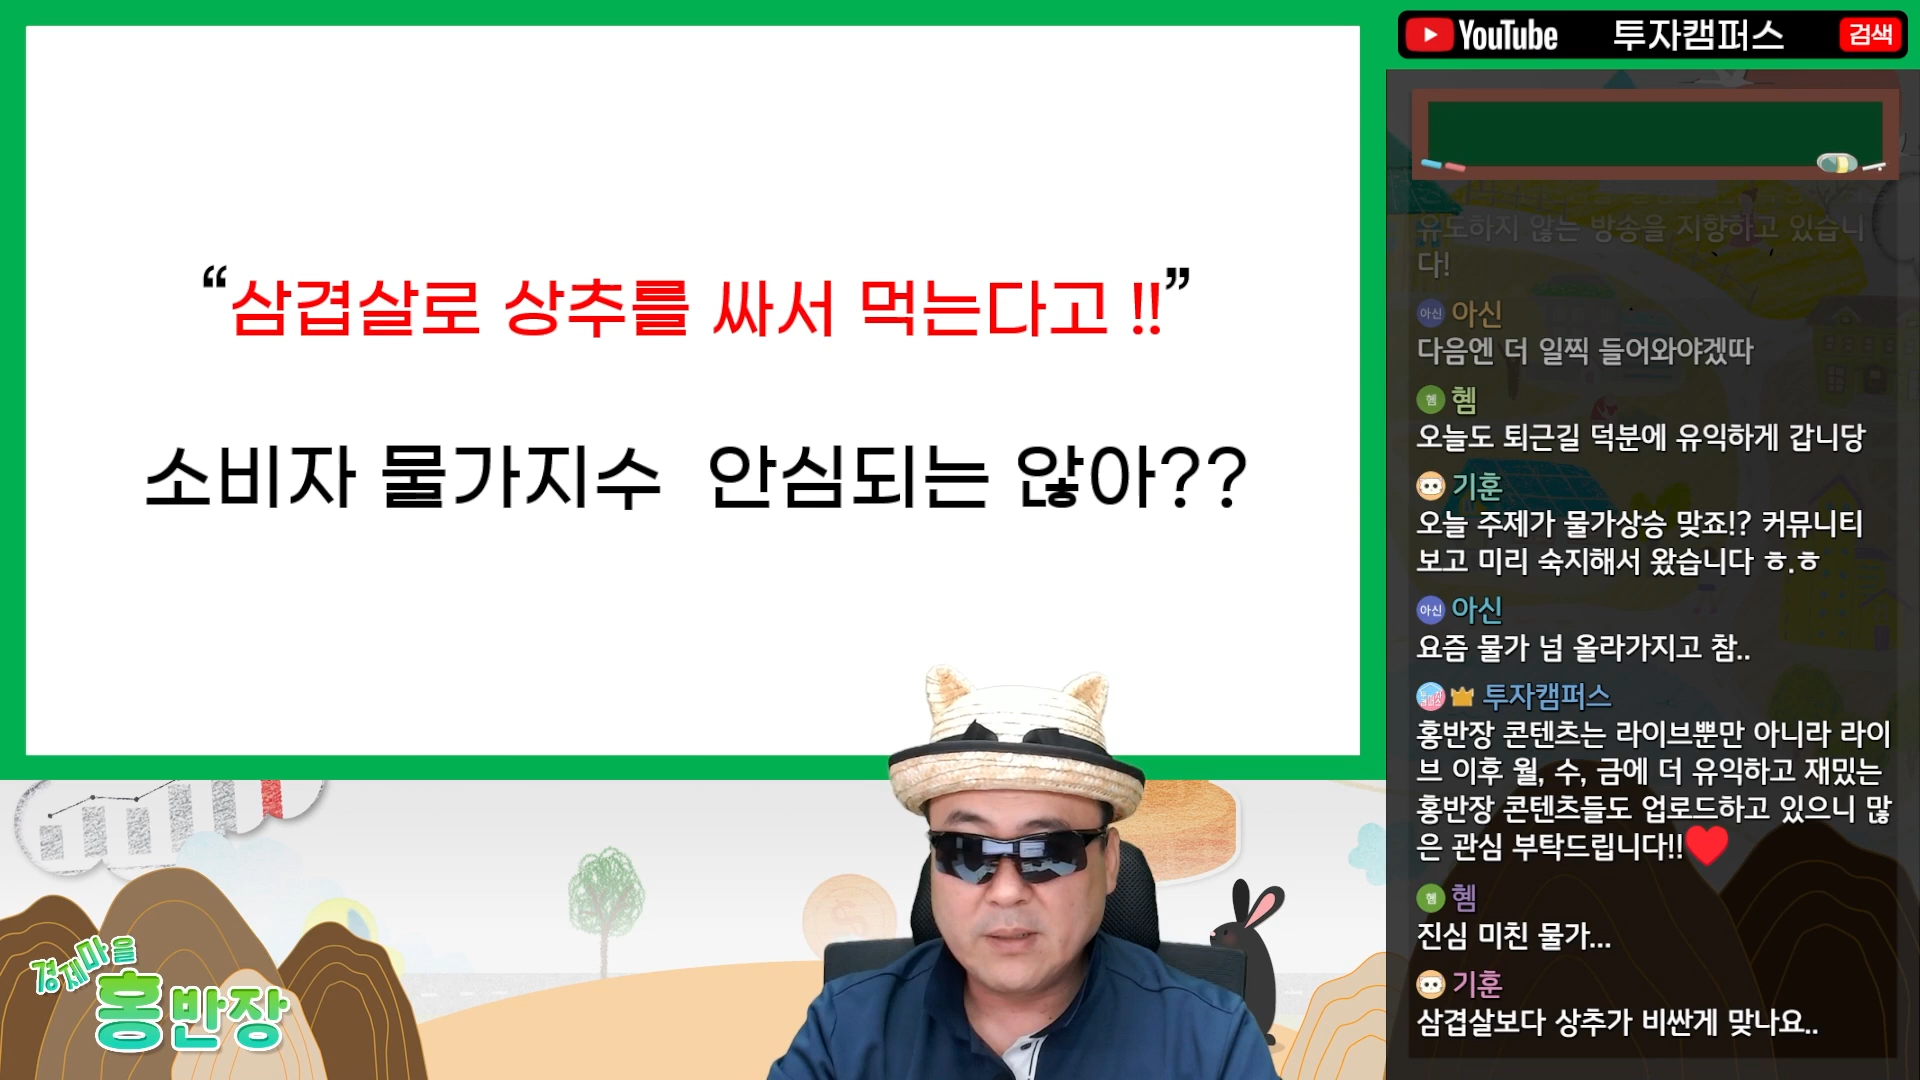 “삼겹살로 상추를 싸서 먹는다고 !!”
소비자 물가지수 안심되는 않아??
경제마을
홍반장
YouTube 투자캠퍼스 검색
유도하지 않는 방송을 지향하고 있습니
다!
아신 아신
다음엔 더 일찍 들어와야겠따
혬 혬
오늘도 퇴근길 덕분에 유익하게 갑니당
기훈
오늘 주제가 물가상승 맞죠!? 커뮤니티
보고 미리 숙지해서 왔습니다 ㅎ.ㅎ
아신 아신
요즘 물가 넘 올라가지고 참..
투자캠퍼스
홍반장 콘텐츠는 라이브뿐만 아니라 라이
브 이후 월, 수, 금에 더 유익하고 재밌는
홍반장 콘텐츠들도 업로드하고 있으니 많
은 관심 부탁드립니다!!
혬 혬
진심 미친 물가...
기훈
삼겹살보다 상추가 비싼게 맞나요..